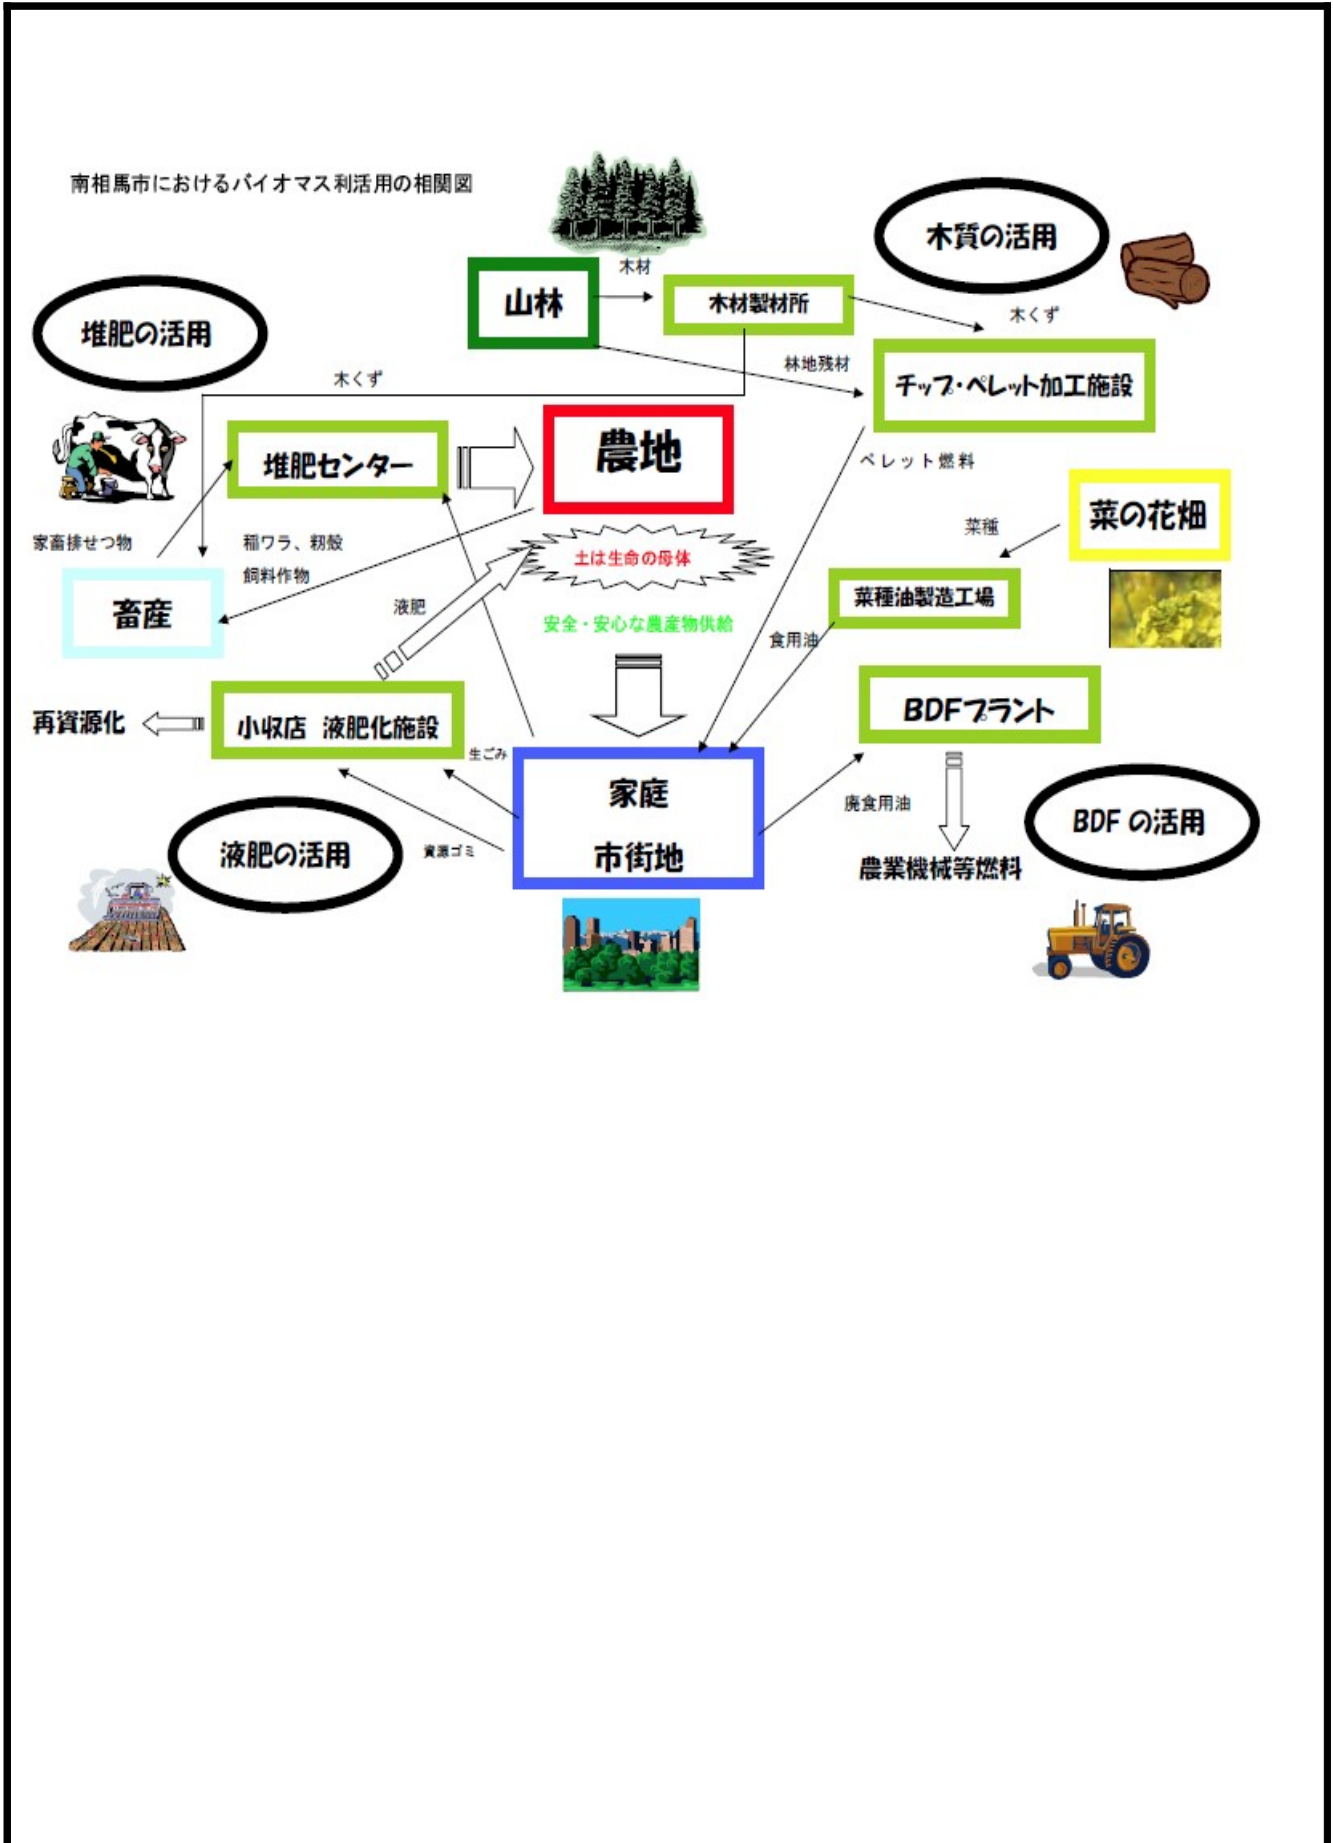 南相馬市におけるバイオマス利活用の相関図
木質の活用
木材
山林
木材製材所
木くず
堆肥の活用
林地残材
チップ・ペレット加工施設
木くず
農地
堆肥センター
ペレット燃料
菜の花畑
菜種
家畜排せつ物
稲ワラ、籾殻
飼料作物
土は生命の母体
畜産
液肥
菜種油製造工場
安全・安心な農産物供給
食用油
再資源化
小収店 液肥化施設
BDFプラント
生ごみ
家庭
市街地
廃食用油
BDF の活用
液肥の活用
資源ゴミ
農業機械等燃料